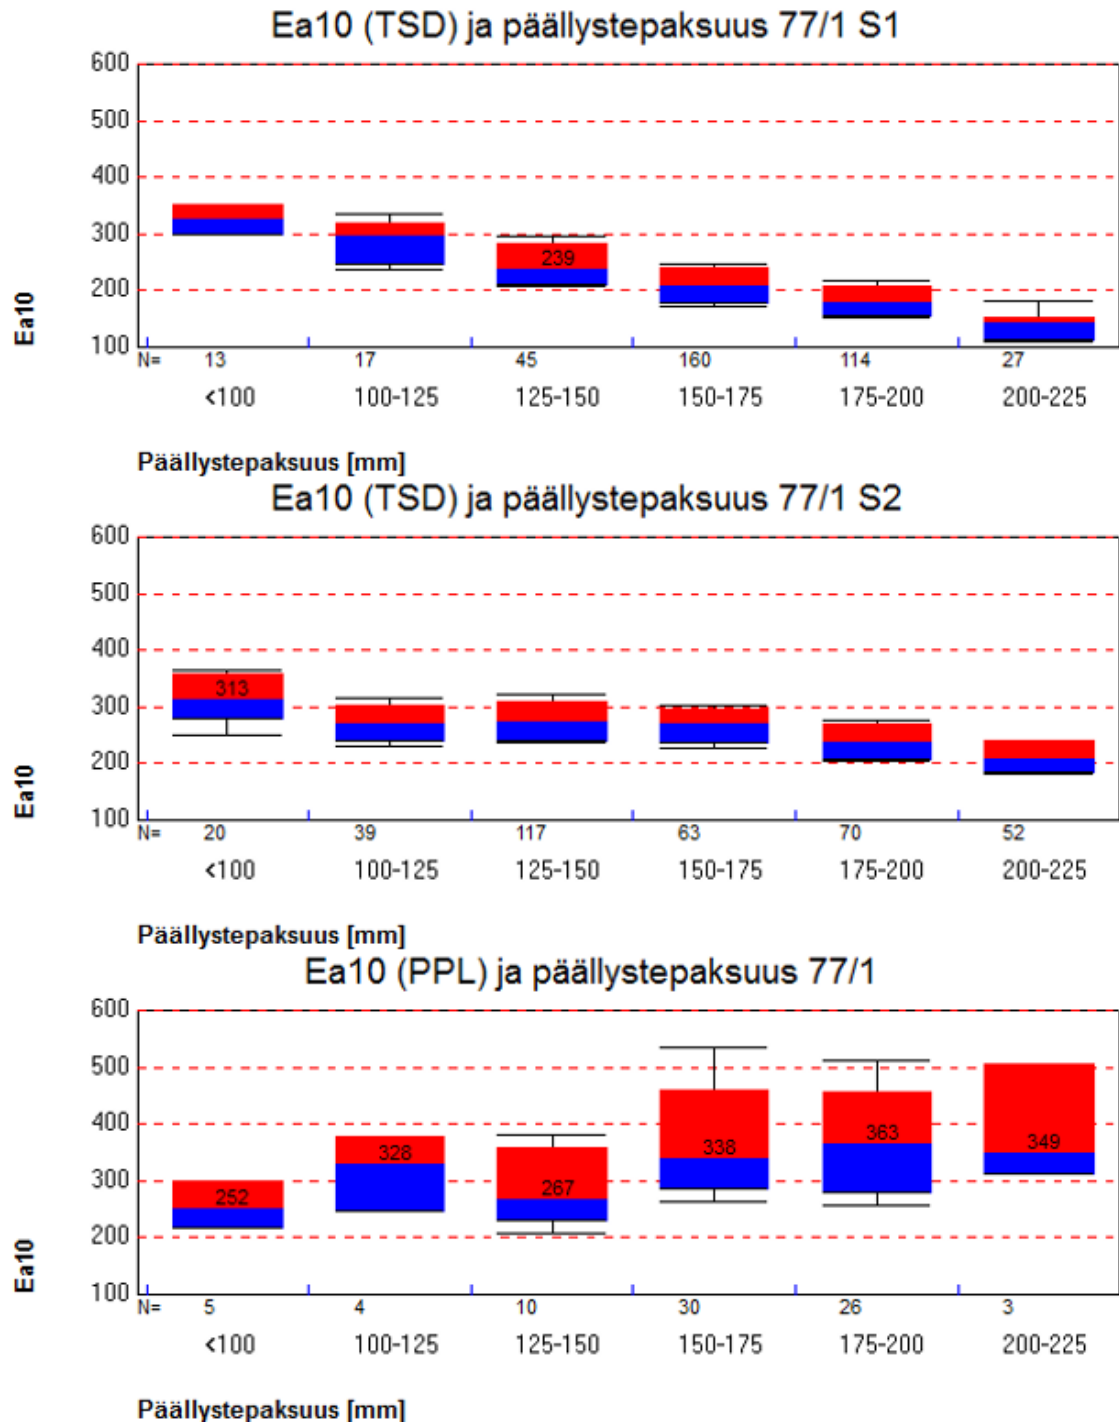 Ea10 (TSD) ja päällystepaksuus 77/1 S1
600
500
400
300
239
200
Ea10
100
N= 13 17 45 160 114 27
<100 100-125 125-150 150-175 175-200 200-225
Päällystepaksuus [mm]
Ea10 (TSD) ja päällystepaksuus 77/1 S2
600
500
400
313
300
200
Ea10
100
N= 20 39 117 63 70 52
<100 100-125 125-150 150-175 175-200 200-225
Päällystepaksuus [mm]
Ea10 (PPL) ja päällystepaksuus 77/1
600
500
400
252 328 267 338 363 349
300
200
Ea10
100
N= 5 4 10 30 26 3
<100 100-125 125-150 150-175 175-200 200-225
Päällystepaksuus [mm]